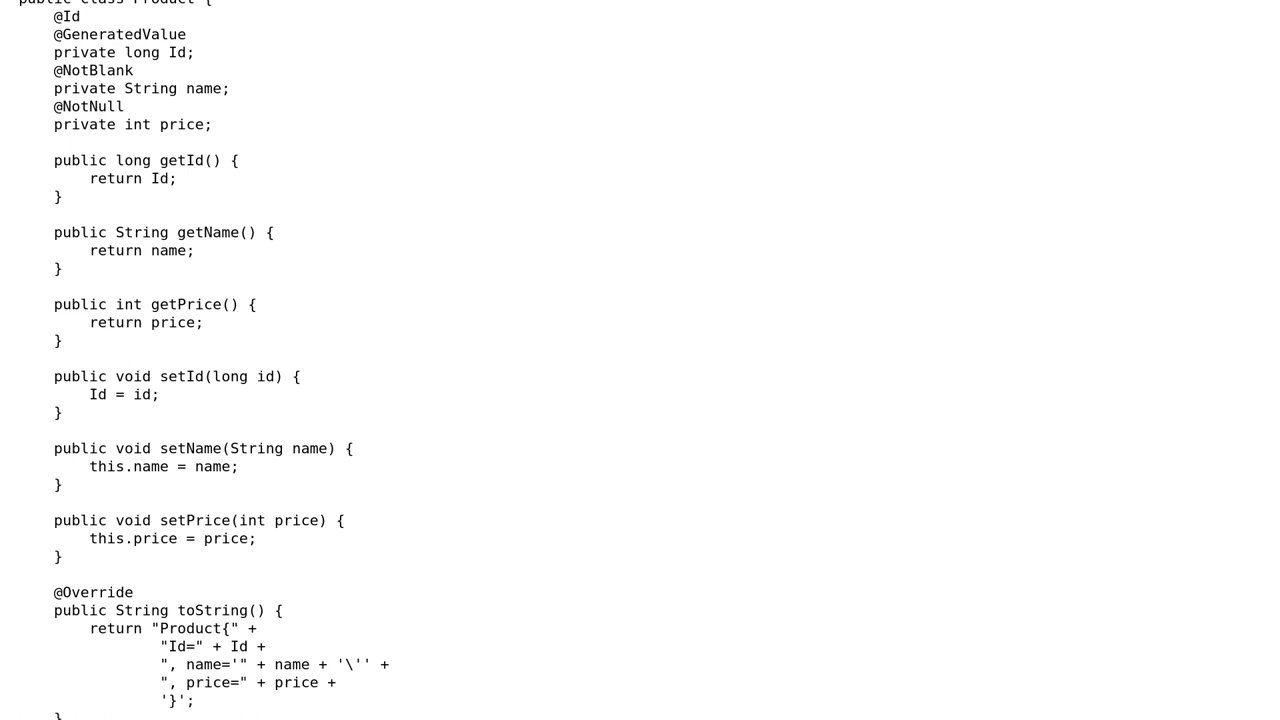 public class Product {
    @Id
    @GeneratedValue
    private long Id;
    @NotBlank
    private String name;
    @NotNull
    private int price;

    public long getId() {
        return Id;
    }

    public String getName() {
        return name;
    }

    public int getPrice() {
        return price;
    }

    public void setId(long id) {
        Id = id;
    }

    public void setName(String name) {
        this.name = name;
    }

    public void setPrice(int price) {
        this.price = price;
    }

    @Override
    public String toString() {
        return "Product{" +
                "Id=" + Id +
                ", name='" + name + '\'' +
                ", price=" + price +
                '}';
    }